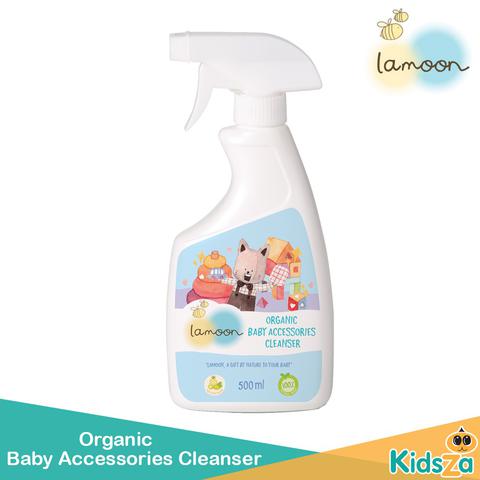 lamoon
lamoon
ORGANIC
BABY ACCESSORIES
CLEANSER
"LAMOON, A GIFT BY NATURE TO YOUR BABY"
500 ml
100%
Organic
Baby Accessories Cleanser
KidsZa